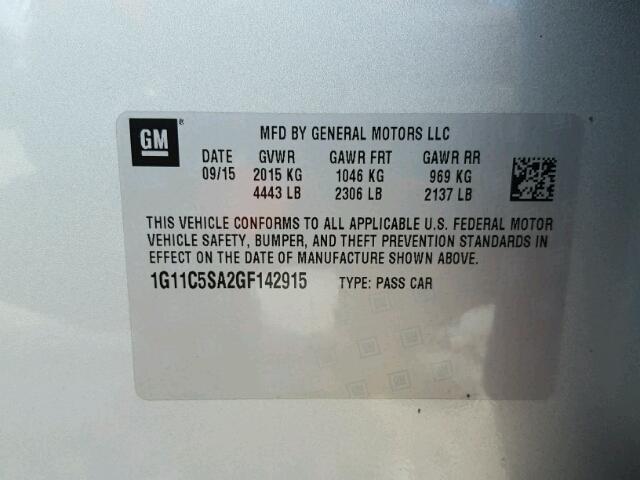 GM®
MFD BY GENERAL MOTORS LLC
DATE GVWR GAWR FRT GAWR RR
09/15 2015 KG 1046 KG 969 KG
4443 LB 2306 LB 2137 LB
THIS VEHICLE CONFORMS TO ALL APPLICABLE U.S. FEDERAL MOTOR
VEHICLE SAFETY, BUMPER, AND THEFT PREVENTION STANDARDS IN
EFFECT ON THE DATE OF MANUFACTURE SHOWN ABOVE.
1G11C5SA2GF142915 TYPE: PASS CAR